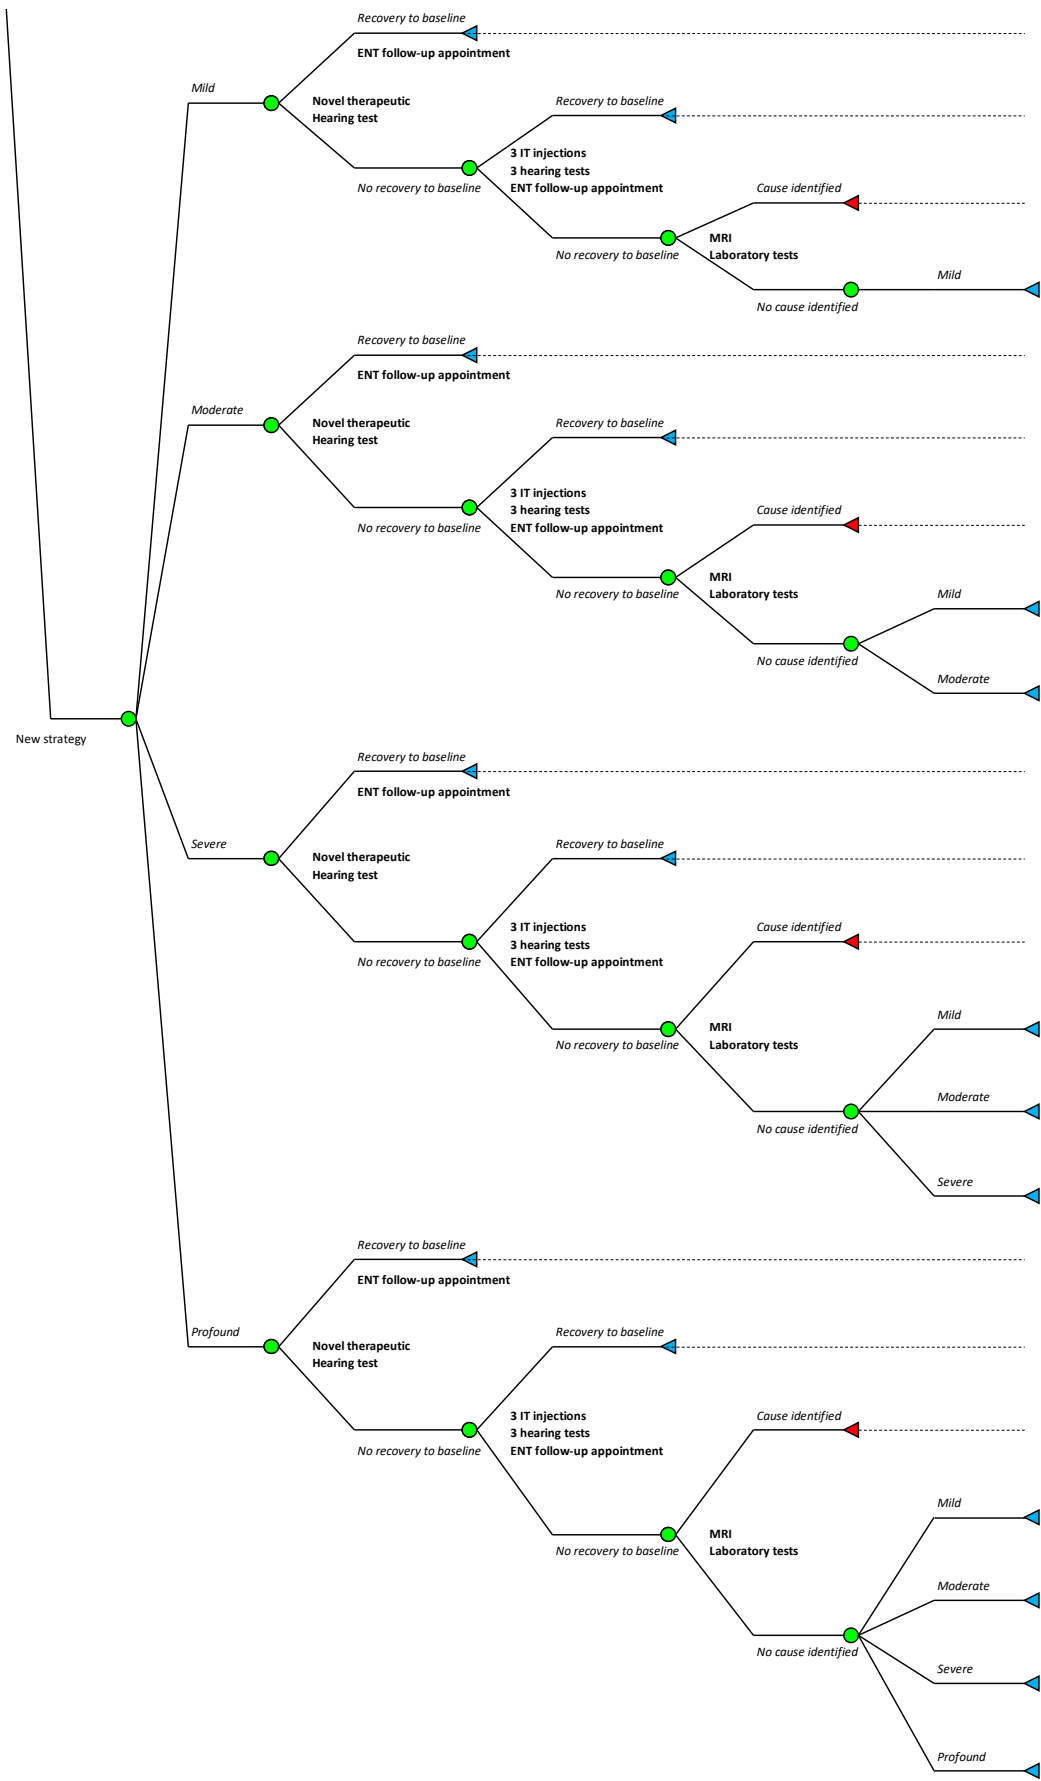 Recovery to baseline
ENT follow-up appointment
Mild
Novel therapeutic
Hearing test
Recovery to baseline
3 IT injections
3 hearing tests
ENT follow-up appointment
No recovery to baseline
Cause identified
MRI
Laboratory tests
No recovery to baseline
Mild
No cause identified
Recovery to baseline
ENT follow-up appointment
Moderate
Novel therapeutic
Hearing test
Recovery to baseline
3 IT injections
3 hearing tests
ENT follow-up appointment
No recovery to baseline
Cause identified
MRI
Laboratory tests
No recovery to baseline
Mild
No cause identified
Moderate
New strategy
Recovery to baseline
ENT follow-up appointment
Severe
Novel therapeutic
Hearing test
Recovery to baseline
3 IT injections
3 hearing tests
ENT follow-up appointment
No recovery to baseline
Cause identified
MRI
Laboratory tests
No recovery to baseline
Mild
Moderate
No cause identified
Severe
Recovery to baseline
ENT follow-up appointment
Profound
Novel therapeutic
Hearing test
Recovery to baseline
3 IT injections
3 hearing tests
ENT follow-up appointment
No recovery to baseline
Cause identified
MRI
Laboratory tests
No recovery to baseline
Mild
Moderate
No cause identified
Severe
Profound